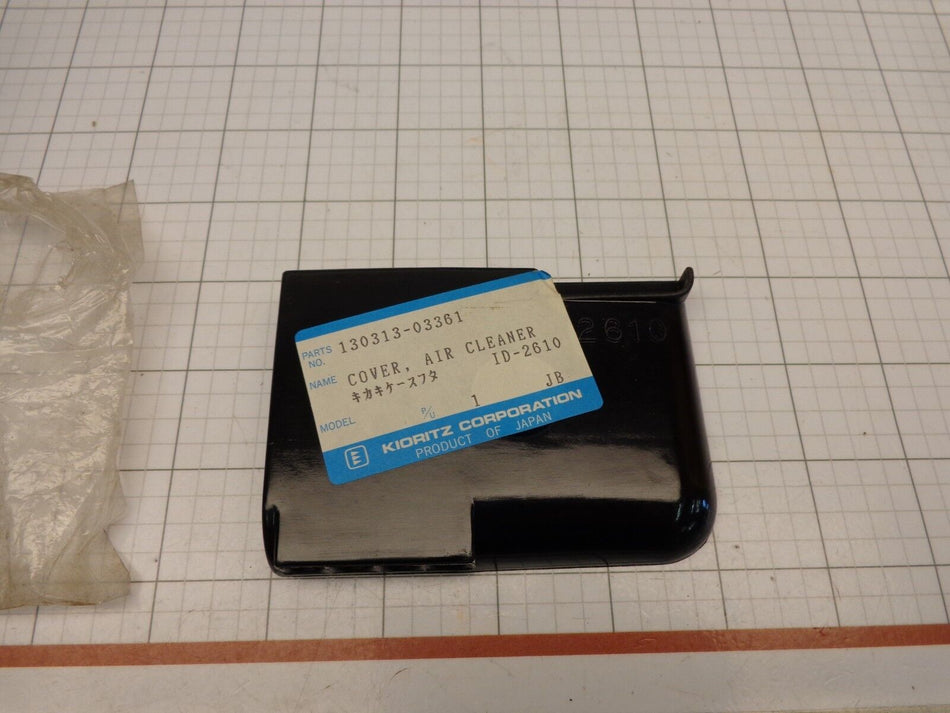 PARTS NO. 130313-03361
NAME COVER, AIR CLEANER
キカキケースフタ ID-2610
MODEL P/U 1 JB
KIORITZ CORPORATION
PRODUCT OF JAPAN
2610